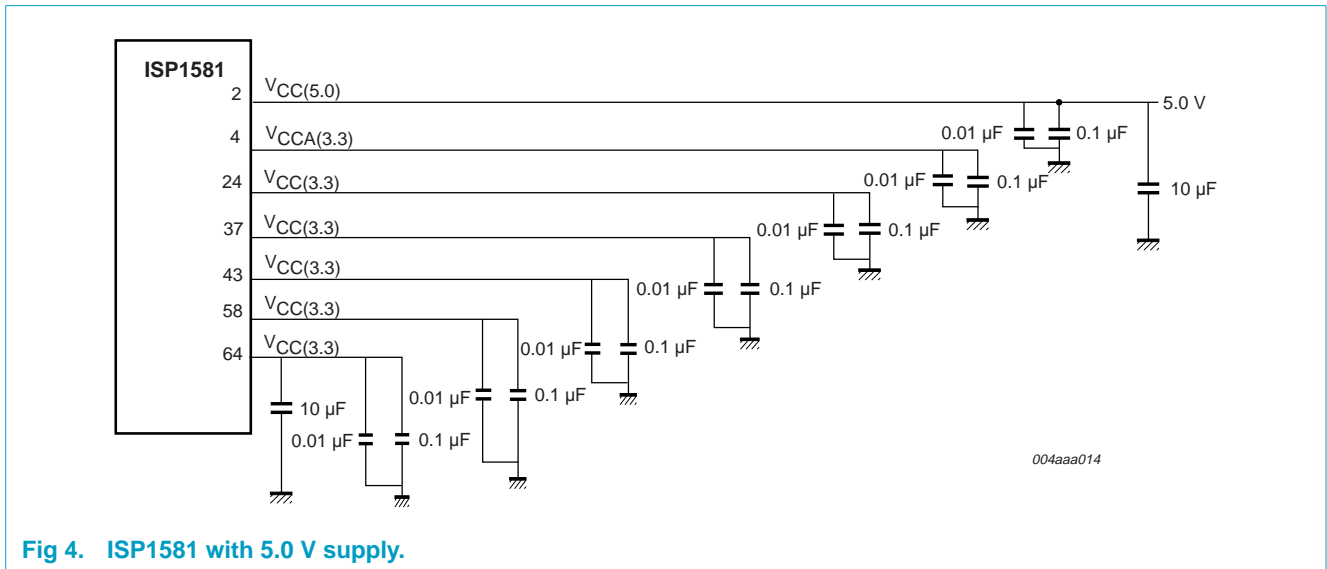 ISP1581
2 VCC(5.0) 5.0 V
0.01 µF 0.1 µF
4 VCCA(3.3)
0.01 µF 0.1 µF 10 µF
24 VCC(3.3)
0.01 µF 0.1 µF
37 VCC(3.3)
0.01 µF 0.1 µF
43 VCC(3.3)
0.01 µF 0.1 µF
58 VCC(3.3)
0.01 µF 0.1 µF
64 VCC(3.3)
10 µF
0.01 µF 0.1 µF
004aaa014
Fig 4. ISP1581 with 5.0 V supply.